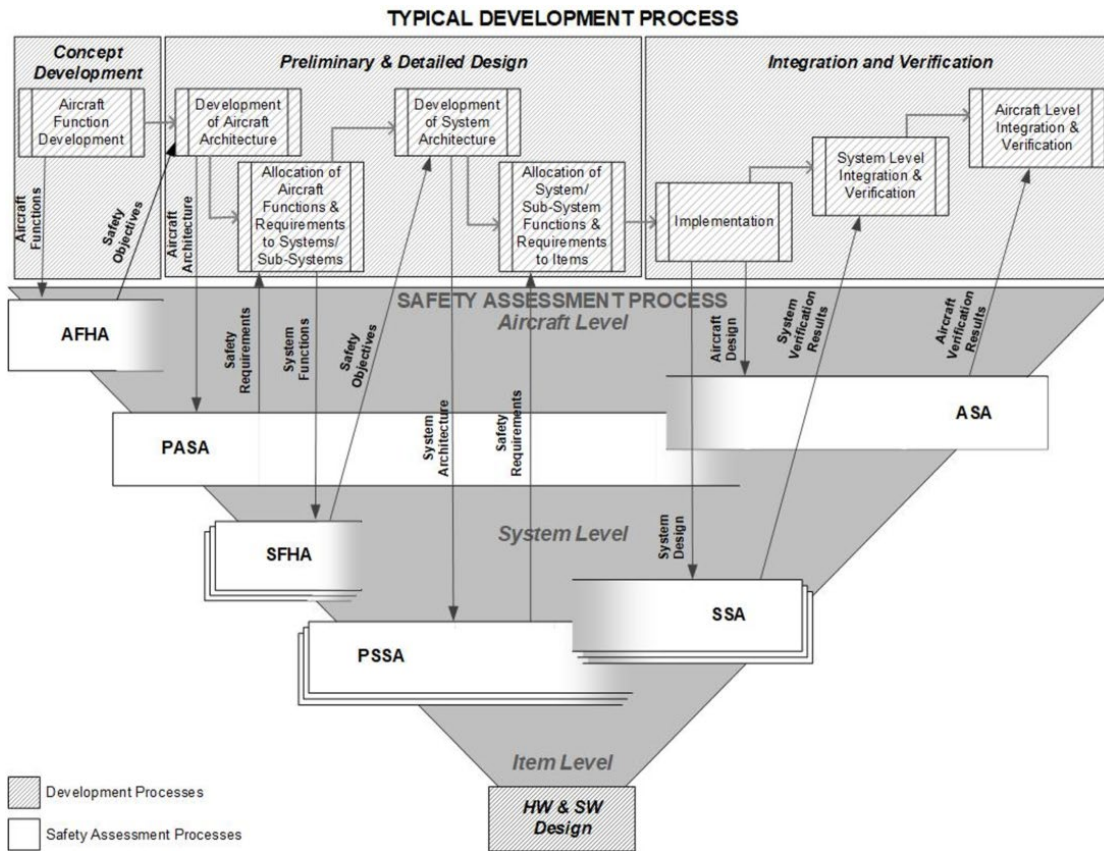 TYPICAL DEVELOPMENT PROCESS
Concept
Development
Preliminary & Detailed Design
Integration and Verification
Aircraft
Function
Development
Development
of Aircraft
Architecture
Allocation of
Aircraft
Functions &
Requirements
to Systems/
Sub-Systems
Development
of System
Architecture
Allocation of
System/
Sub-System
Functions &
Requirements
to Items
Implementation
System Level
Integration &
Verification
Aircraft Level
Integration &
Verification
Aircraft
Functions
Safety
Objectives
Aircraft
Architecture
SAFETY ASSESSMENT PROCESS
Aircraft Level
AFHA
Safety
Requirements
System
Functions
Safety
Objectives
System
Architecture
Safety
Requirements
Aircraft
Design
System
Verification
Results
Aircraft
Verification
Results
PASA
ASA
System Level
SFHA
System
Design
SSA
PSSA
Item Level
HW & SW
Design
Development Processes
Safety Assessment Processes